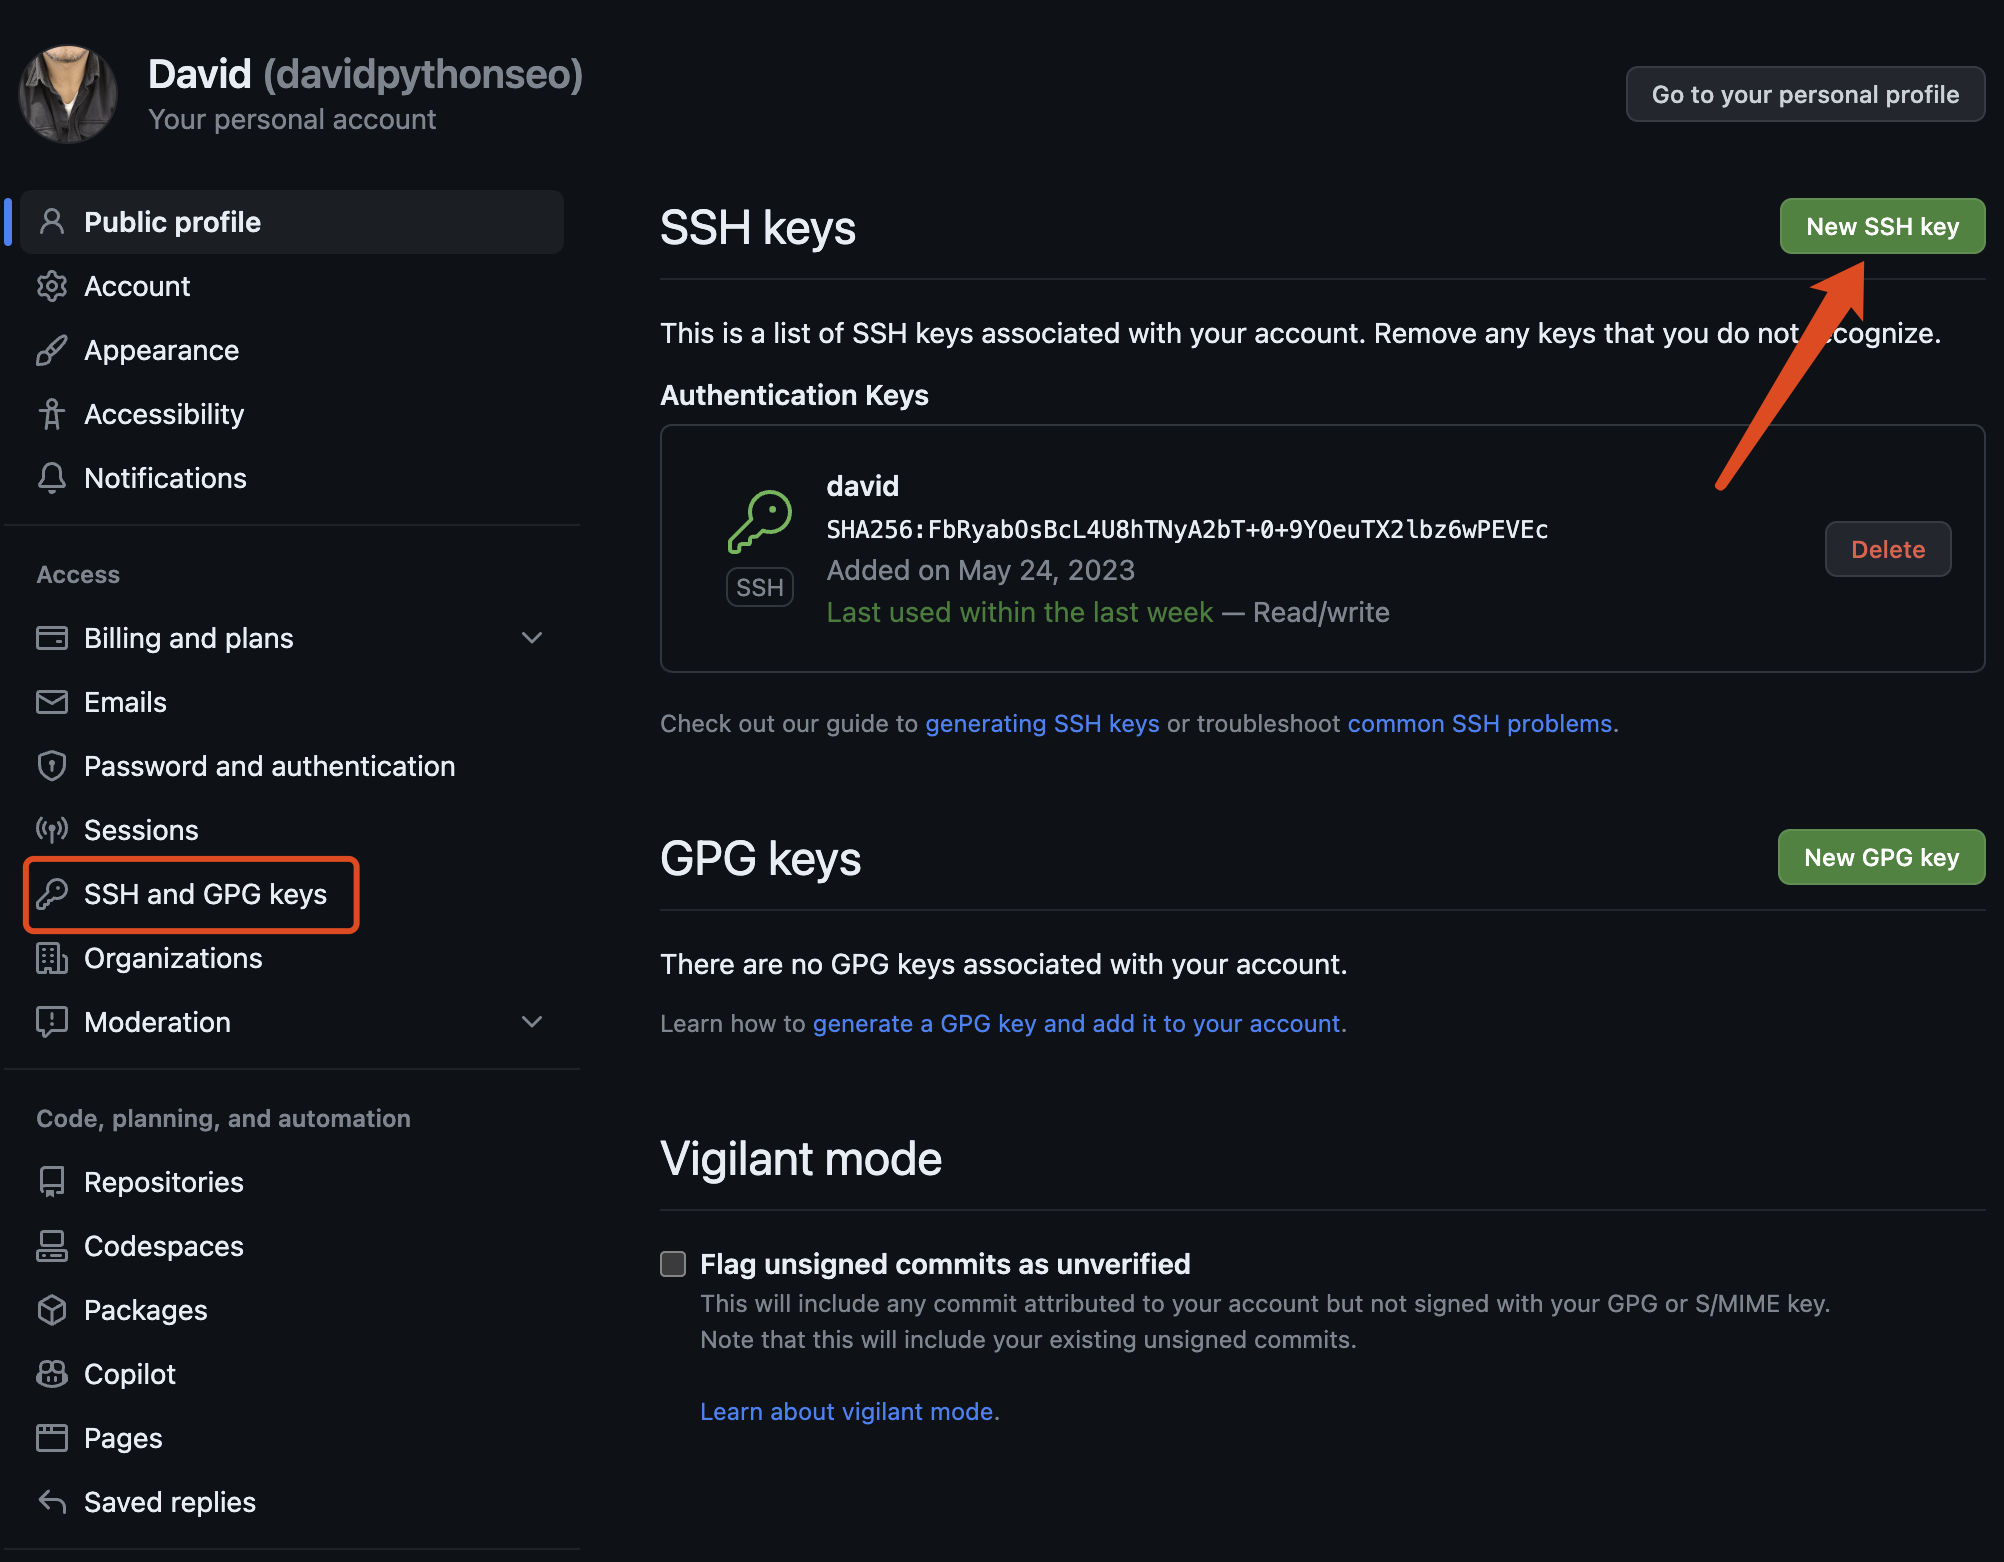 David (davidpythonseo)
Your personal account
Go to your personal profile
Public profile
Account
Appearance
Accessibility
Notifications
Access
Billing and plans
Emails
Password and authentication
Sessions
SSH and GPG keys
Organizations
Moderation
Code, planning, and automation
Repositories
Codespaces
Packages
Copilot
Pages
Saved replies
SSH keys
New SSH key
This is a list of SSH keys associated with your account. Remove any keys that you do not ecognize.
Authentication Keys
david
SHA256:FbRyabOsBcL4U8hTNyA2bT+0+9YOeuTX2lbz6wPEVEc
SSH
Added on May 24, 2023
Last used within the last week — Read/write
Delete
Check out our guide to generating SSH keys or troubleshoot common SSH problems.
GPG keys
New GPG key
There are no GPG keys associated with your account.
Learn how to generate a GPG key and add it to your account.
Vigilant mode
Flag unsigned commits as unverified
This will include any commit attributed to your account but not signed with your GPG or S/MIME key.
Note that this will include your existing unsigned commits.
Learn about vigilant mode.